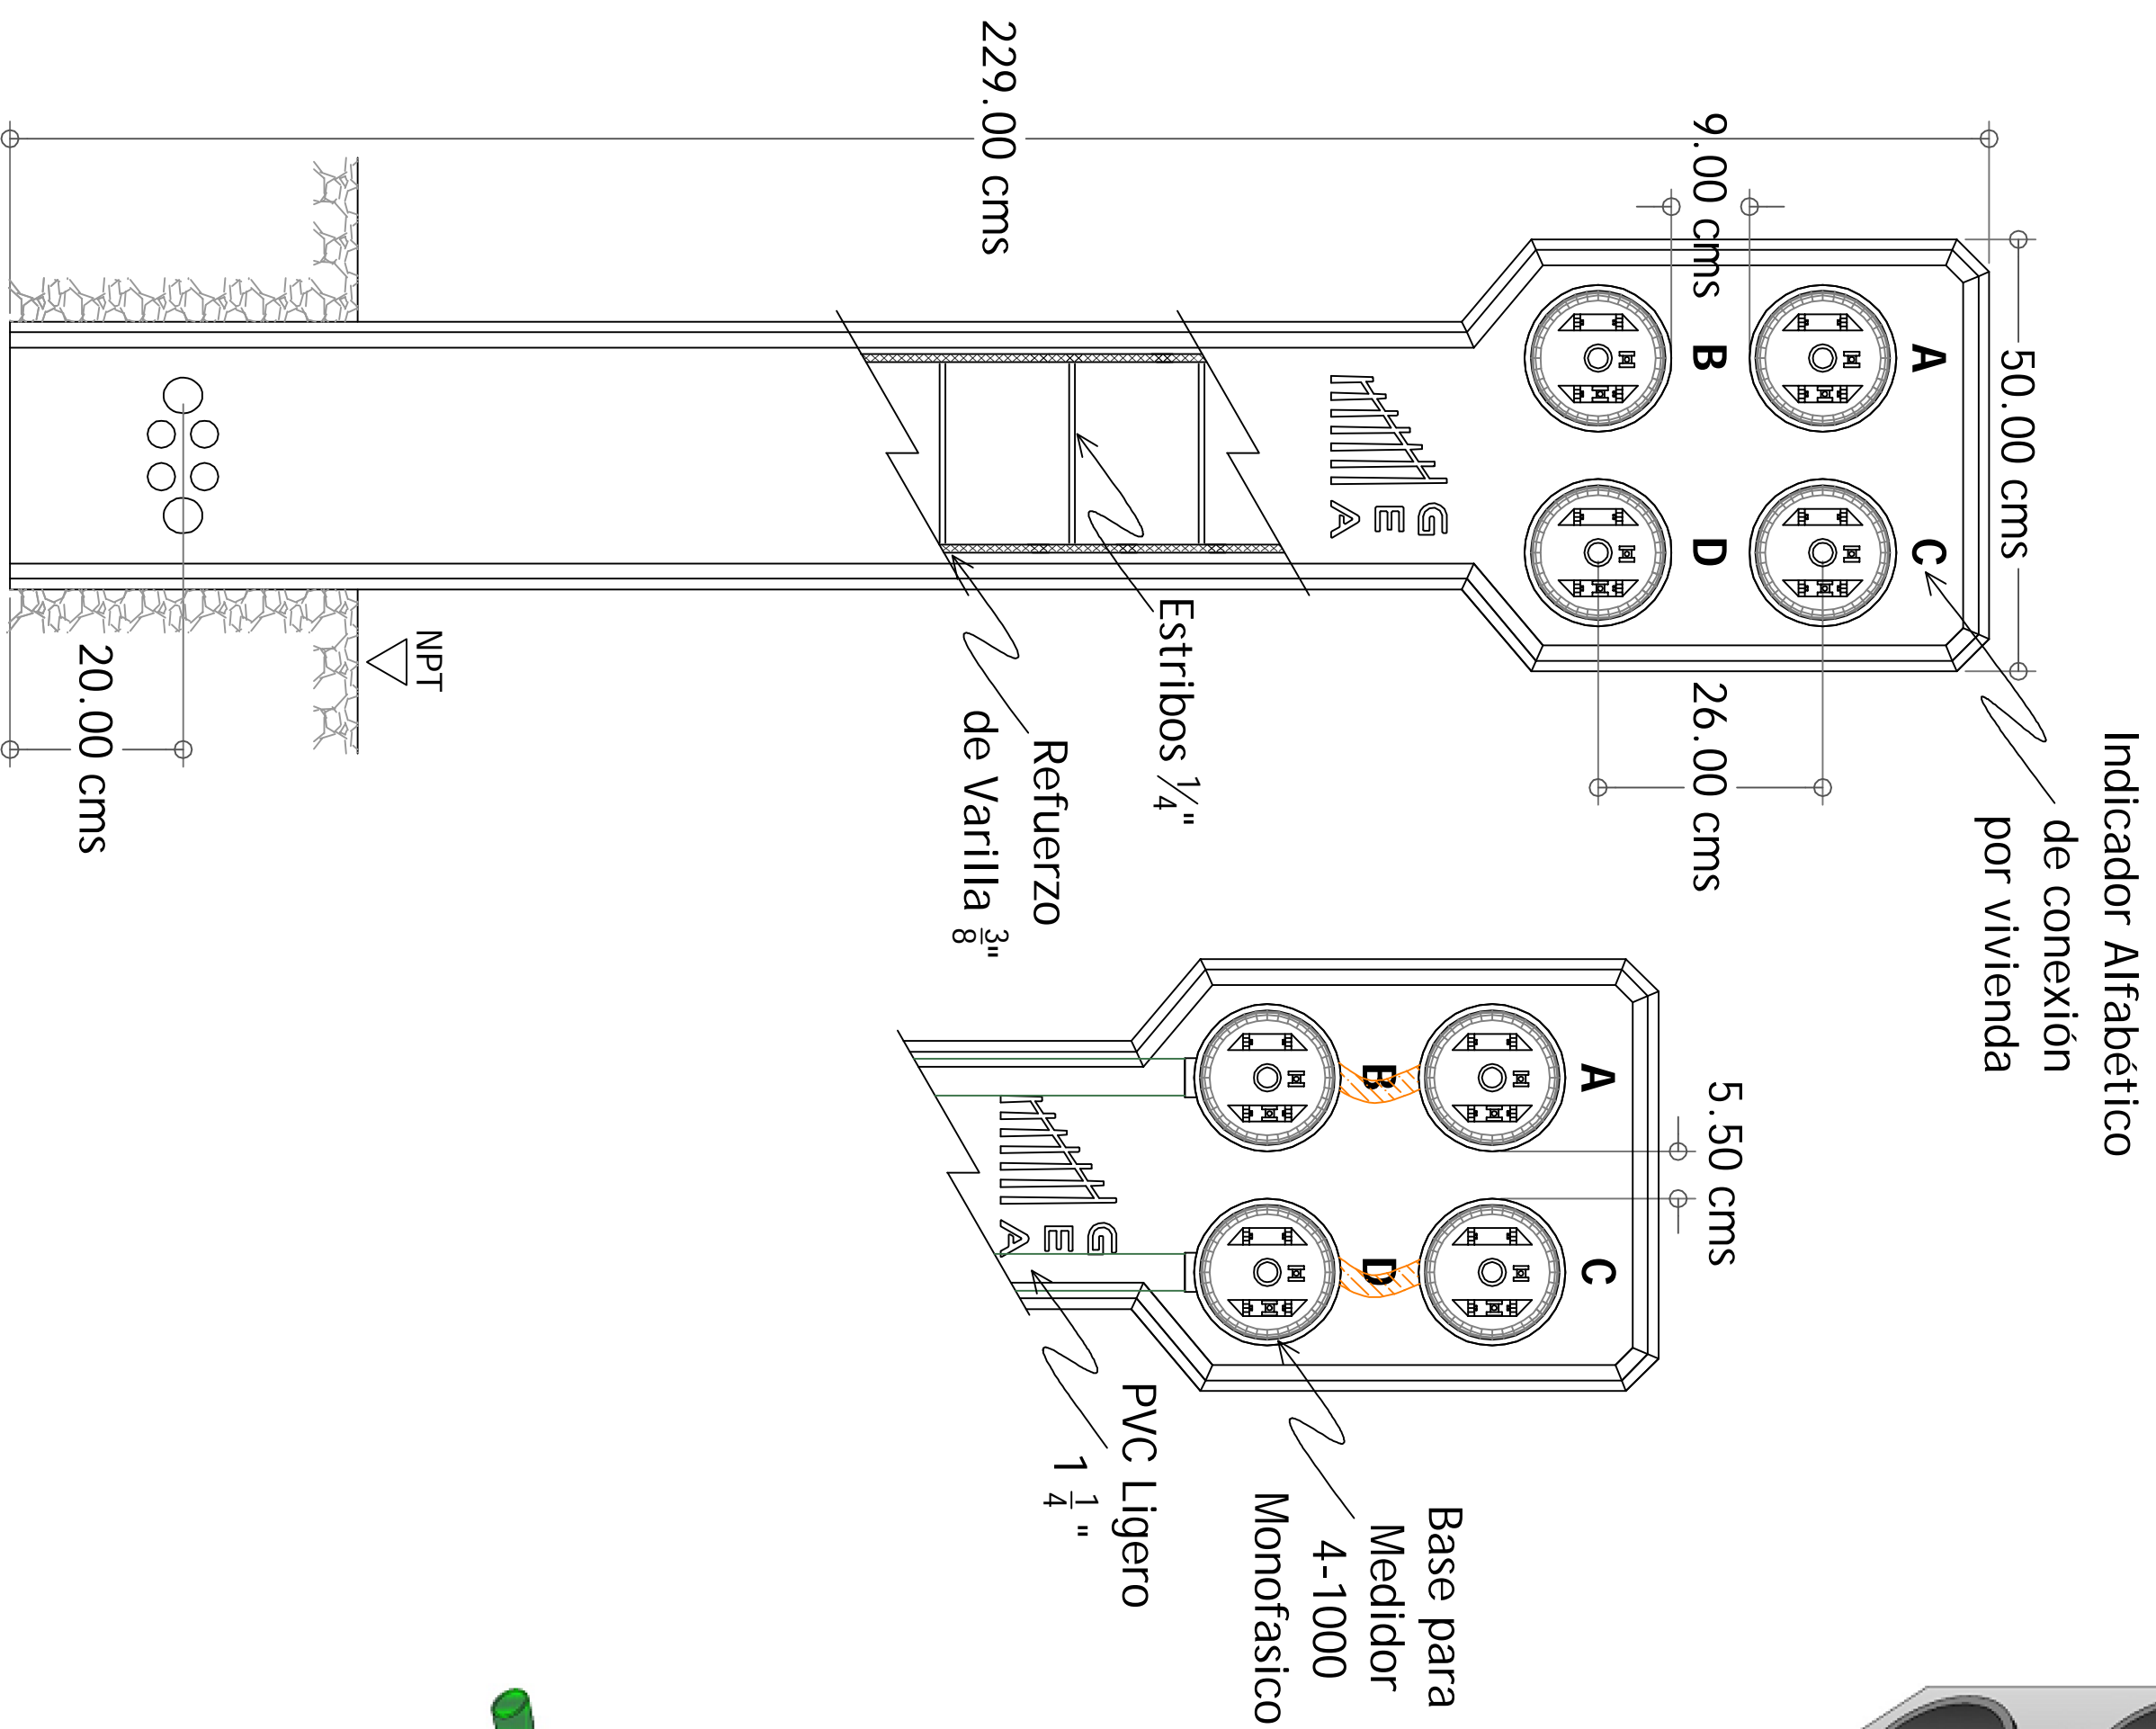 Indicador Alfabético
de conexión
por vivienda
50.00 cms
A
C
9.00 cms
B
D
26.00 cms
GEA
229.00 cms
Estribos 1/4"
Refuerzo
de Varilla 3/8"
NPT
20.00 cms
5.50 cms
A
C
B
D
GEA
Base para
Medidor
4-1000
Monofasico
PVC Ligero
1 1/4"